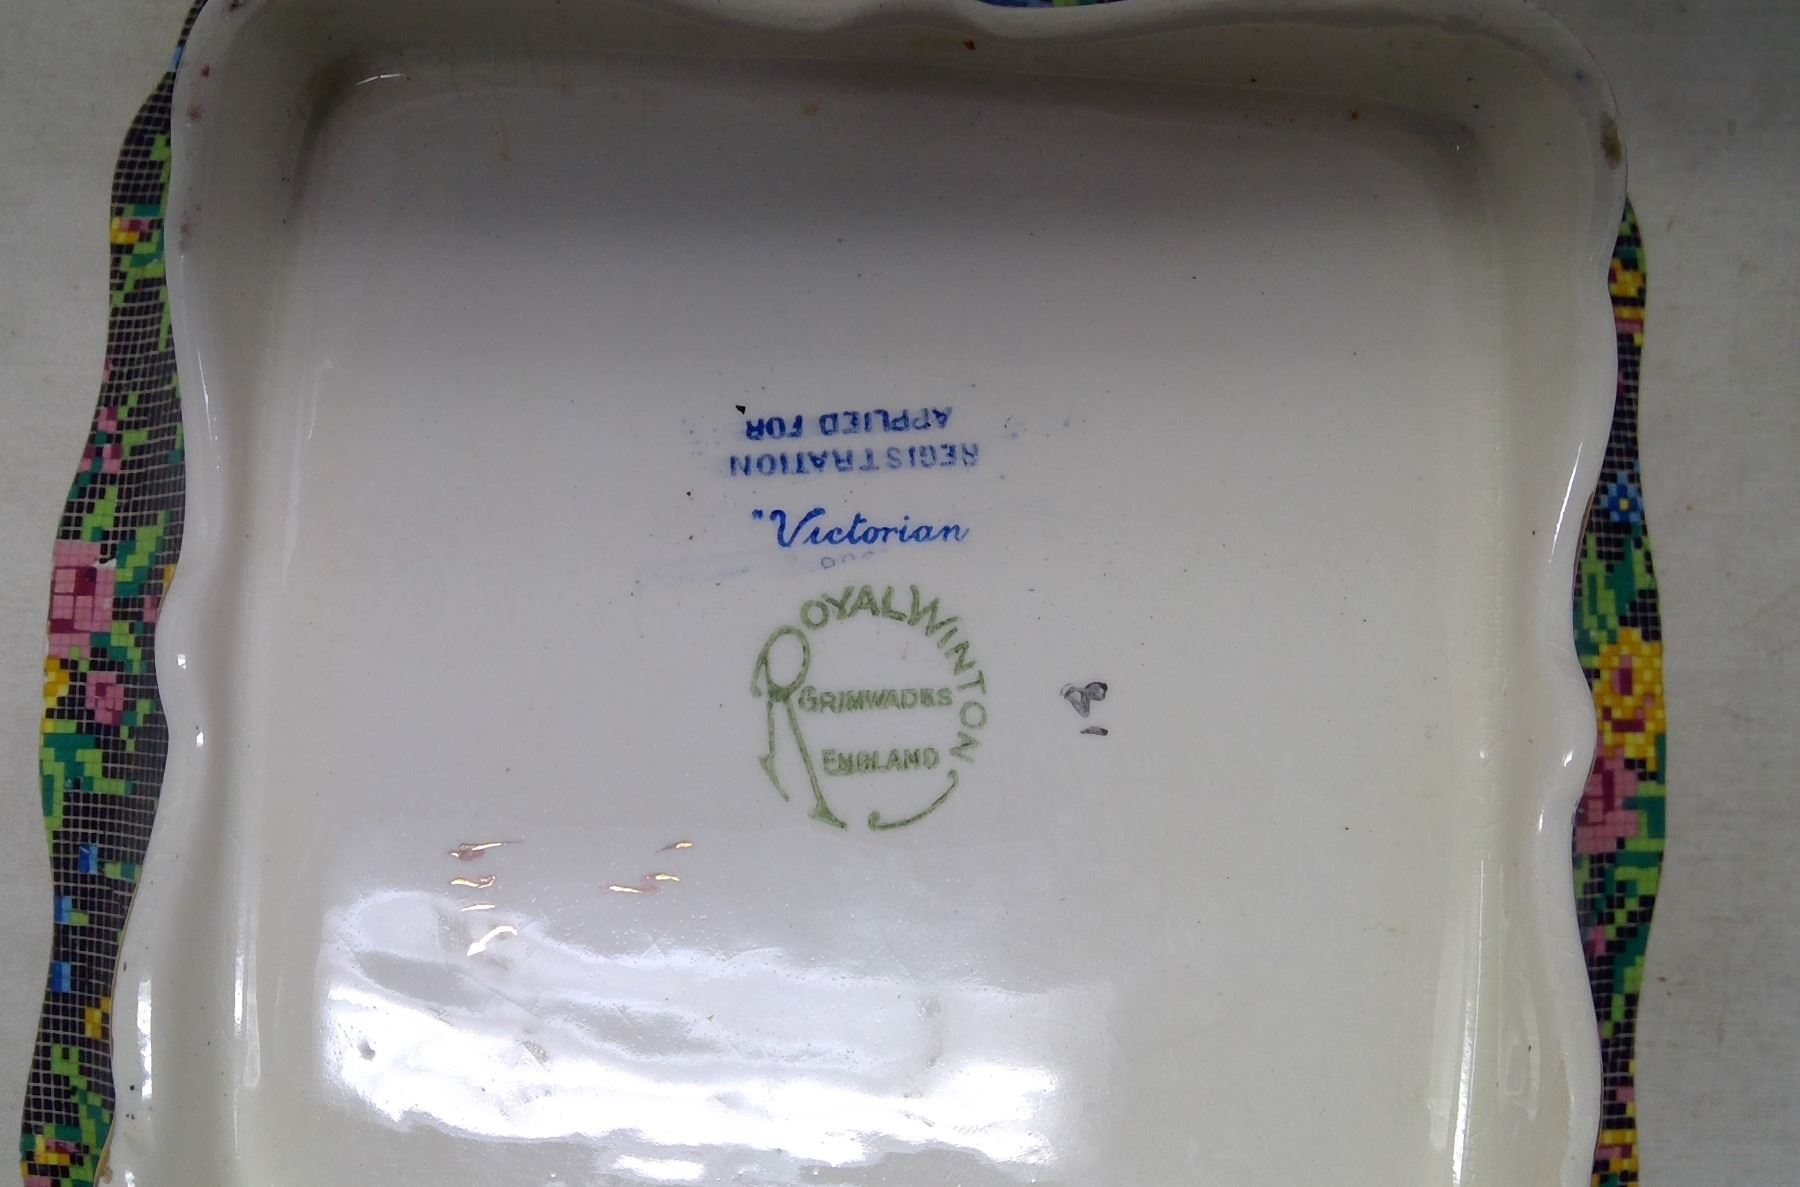 REGISTRATION
APPLIED FOR
"Victorian
ROYAL WINTON
GRIMWADES
ENGLAND